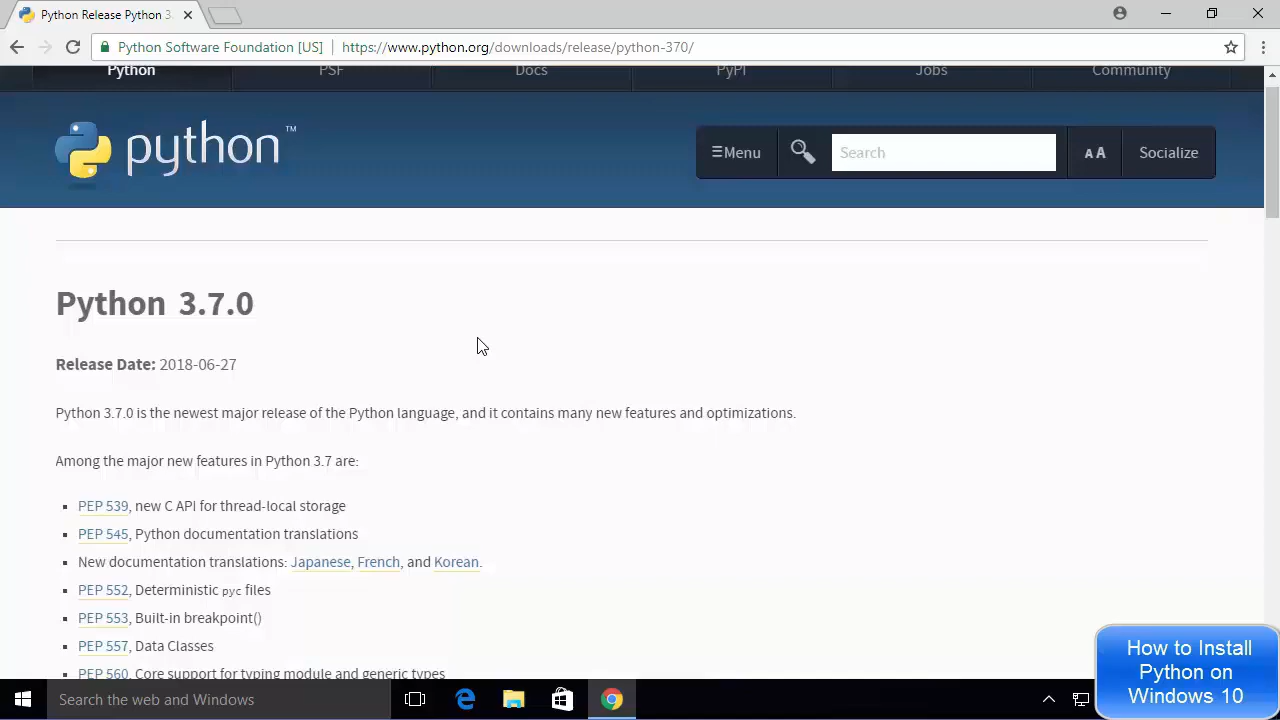 Python Release Python 3.
Python Software Foundation [US] https://www.python.org/downloads/release/python-370/
Python PSF Docs PyPI Jobs Community
python™
☰Menu Search A A Socialize
Python 3.7.0
Release Date: 2018-06-27
Python 3.7.0 is the newest major release of the Python language, and it contains many new features and optimizations.
Among the major new features in Python 3.7 are:
▪ PEP 539, new C API for thread-local storage
▪ PEP 545, Python documentation translations
▪ New documentation translations: Japanese, French, and Korean.
▪ PEP 552, Deterministic pyc files
▪ PEP 553, Built-in breakpoint()
▪ PEP 557, Data Classes
▪ PEP 560, Core support for typing module and generic types
How to Install
Python on
Windows 10
Search the web and Windows